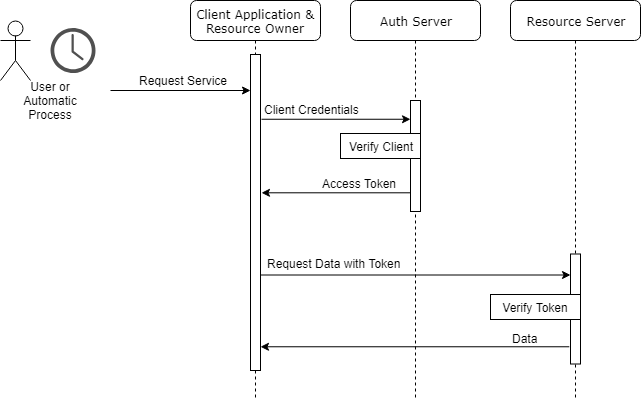 Client Application &
Resource Owner
Auth Server
Resource Server
User or
Automatic
Process
Request Service
Client Credentials
Verify Client
Access Token
Request Data with Token
Verify Token
Data